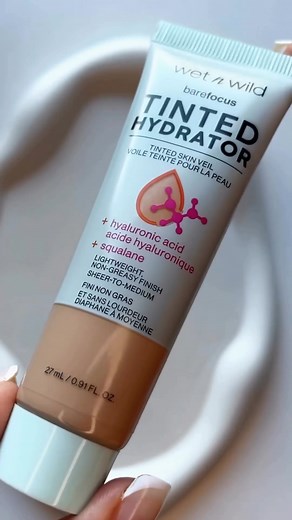 wet n wild
barefocus
TINTED
HYDRATOR
TINTED SKIN VEIL
VOILE TEINTÉ POUR LA PEAU
+ hyaluronic acid
acide hyaluronique
+ squalane
LIGHTWEIGHT,
NON-GREASY FINISH
SHEER-TO-MEDIUM
FINI NON GRAS
ET SANS LOURDEUR
DIAPHANE À MOYENNE
27 mL / 0.91 FL. OZ.